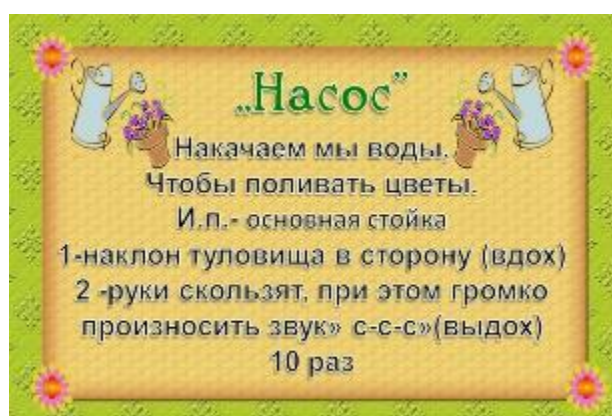 „Насос”
Накачаем мы воды.
Чтобы поливать цветы.
И.п.- основная стойка
1-наклон туловища в сторону (вдох)
2 -руки скользят, при этом громко
произносить звук» с-с-с»(выдох)
10 раз